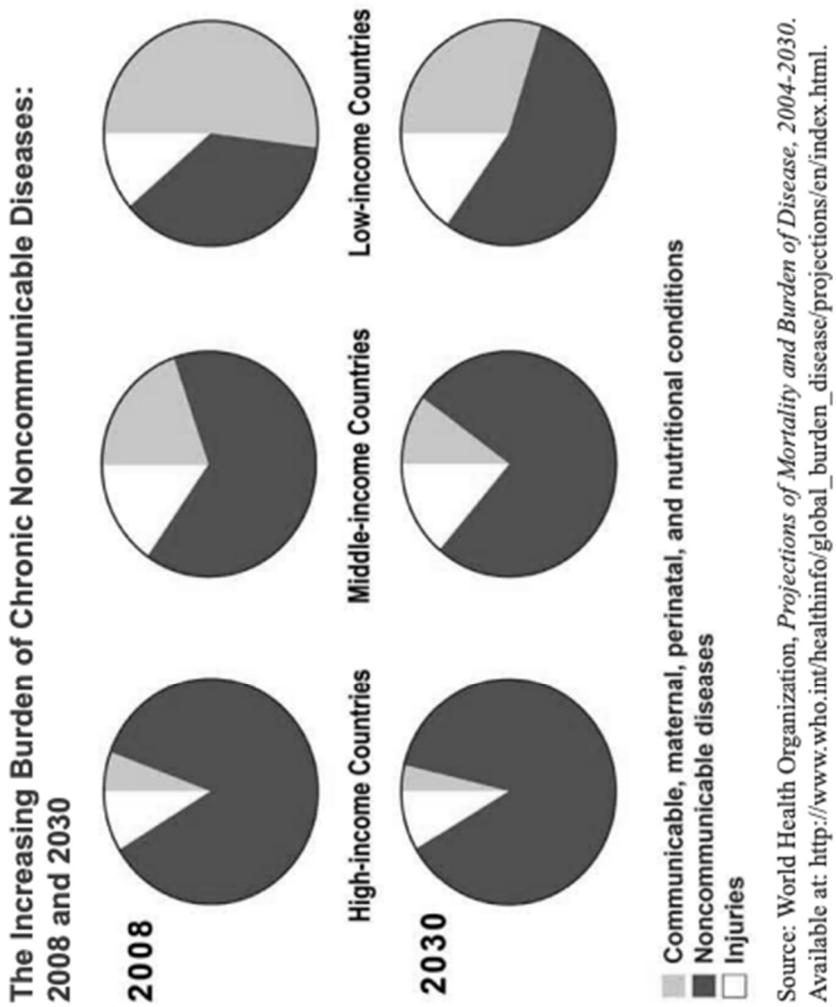 The Increasing Burden of Chronic Noncommunicable Diseases:
2008 and 2030
2008
High-income Countries
Middle-income Countries
Low-income Countries
2030
Communicable, maternal, perinatal, and nutritional conditions
Noncommunicable diseases
Injuries
Source: World Health Organization, Projections of Mortality and Burden of Disease, 2004-2030.
Available at: http://www.who.int/healthinfo/global_burden_disease/projections/en/index.html.